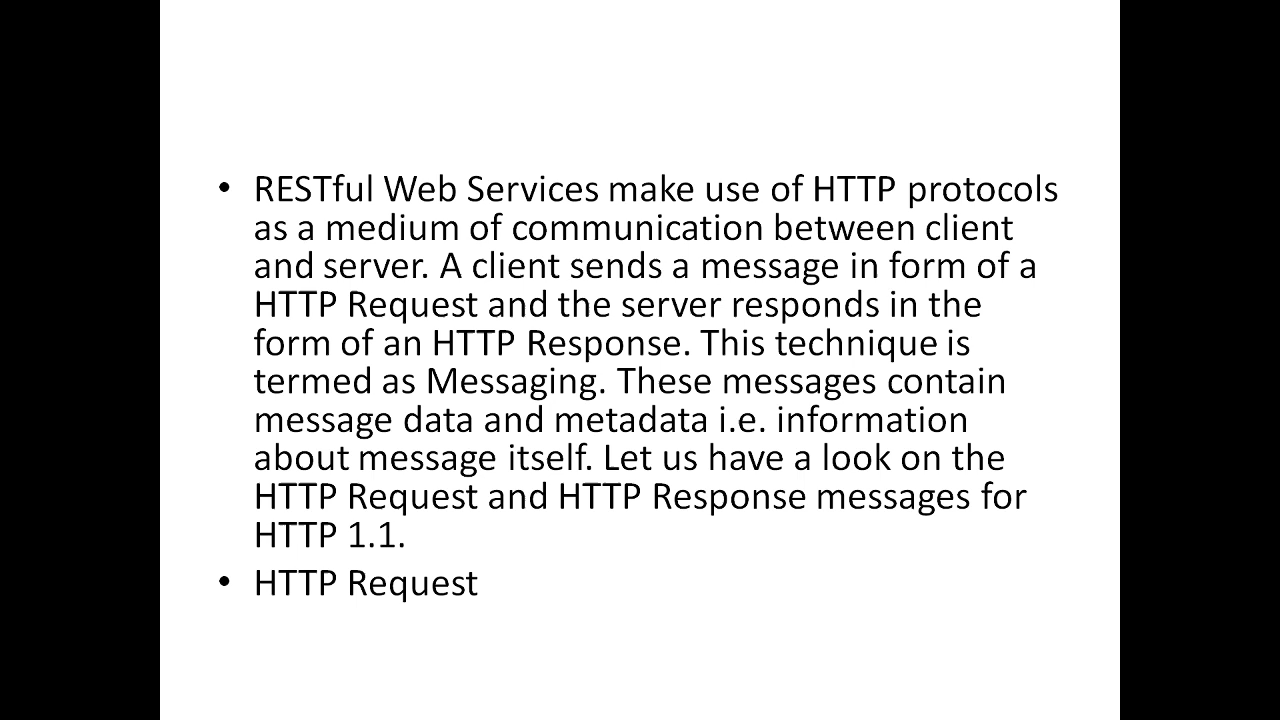 • RESTful Web Services make use of HTTP protocols
as a medium of communication between client
and server. A client sends a message in form of a
HTTP Request and the server responds in the
form of an HTTP Response. This technique is
termed as Messaging. These messages contain
message data and metadata i.e. information
about message itself. Let us have a look on the
HTTP Request and HTTP Response messages for
HTTP 1.1.
• HTTP Request